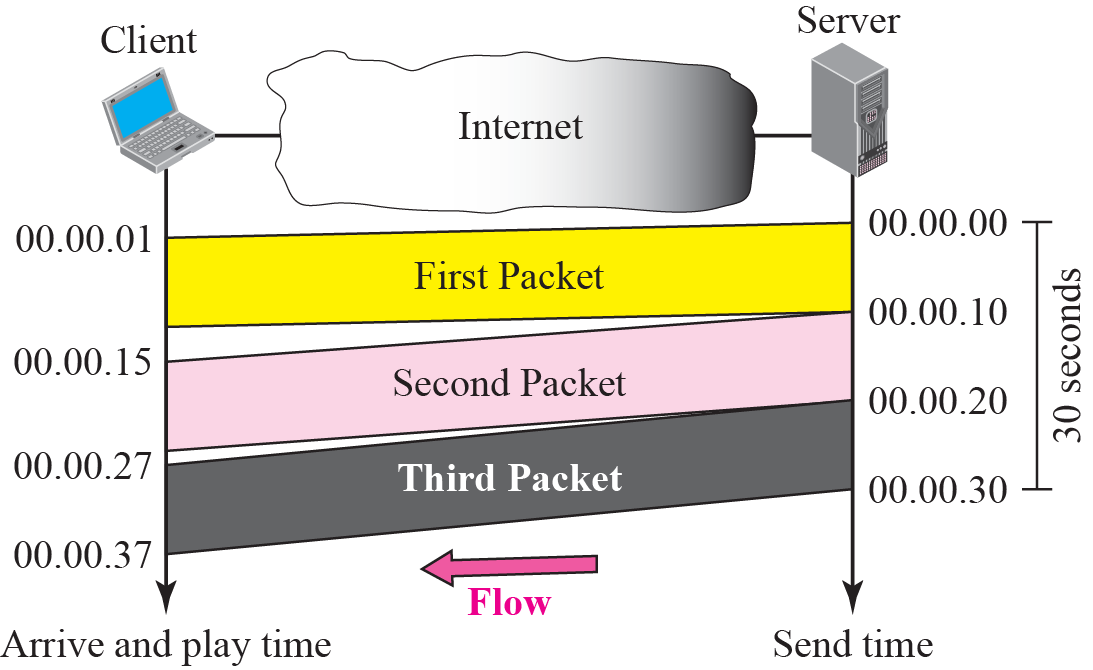 Client
Server
Internet
00.00.01
00.00.00
First Packet
00.00.10
00.00.15
Second Packet
00.00.20
30 seconds
00.00.27
Third Packet
00.00.30
00.00.37
Flow
Arrive and play time
Send time